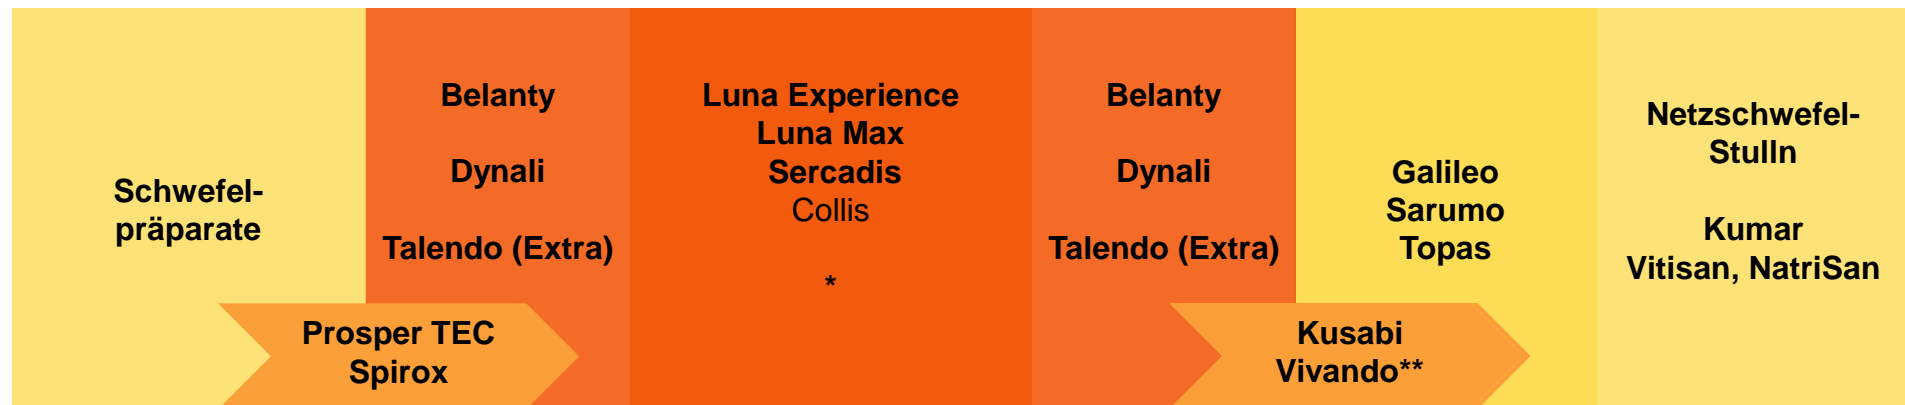 Schwefel-
präparate
Belanty
Dynali
Talendo (Extra)
Prosper TEC
Spirox
Luna Experience
Luna Max
Sercadis
Collis
*
Belanty
Dynali
Talendo (Extra)
Kusabi
Vivando**
Galileo
Sarumo
Topas
Netzschwefel-
Stulln
Kumar
Vitisan, NatriSan